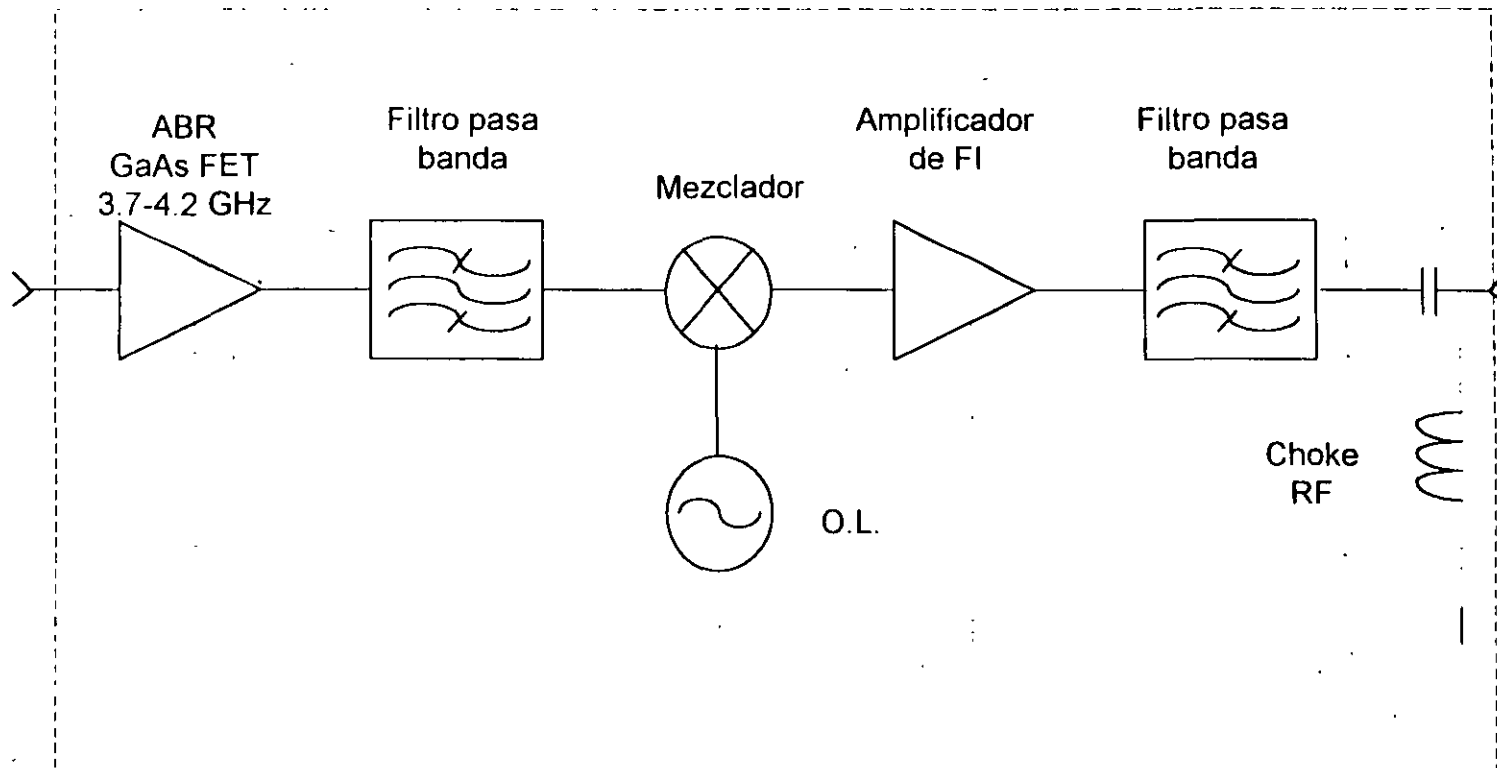 ABR
GaAs FET
3.7-4.2 GHz
Filtro pasa
banda
Mezclador
Amplificador
de FI
Filtro pasa
banda
Choke
RF
O.L.